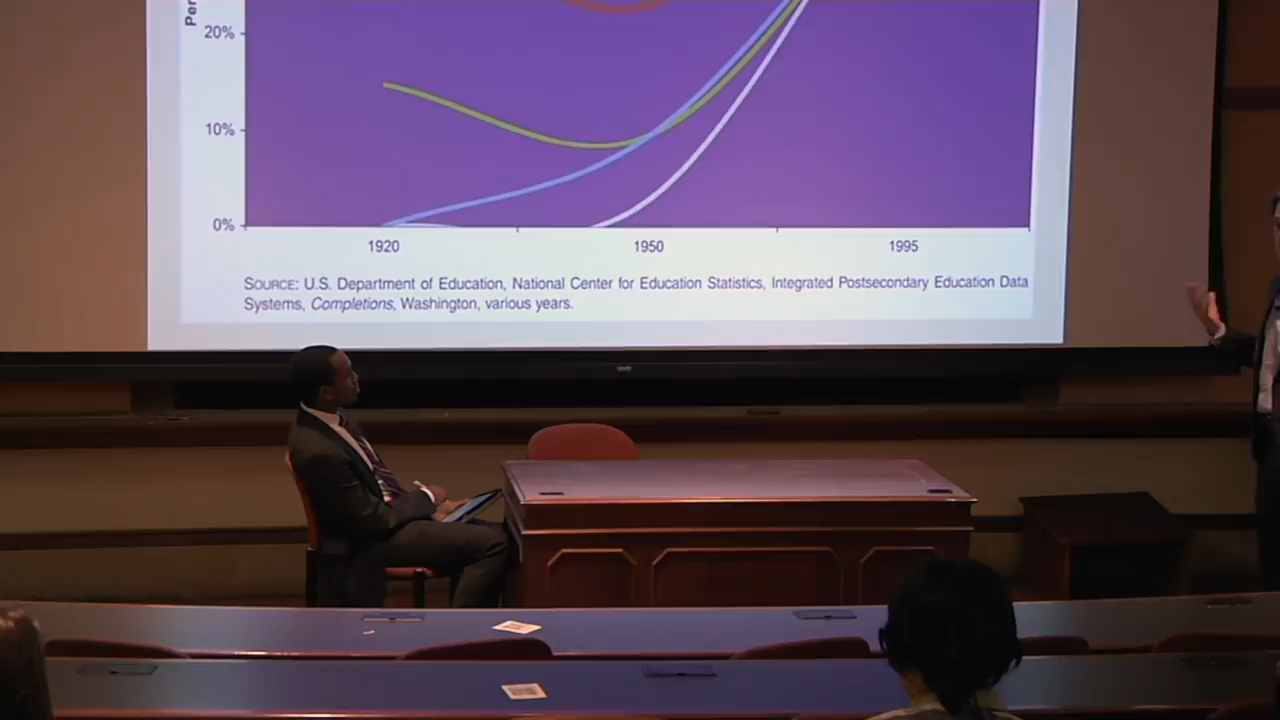 Per
20%
10%
0%
1920 1950 1995
SOURCE: U.S. Department of Education, National Center for Education Statistics, Integrated Postsecondary Education Data
Systems, Completions, Washington, various years.